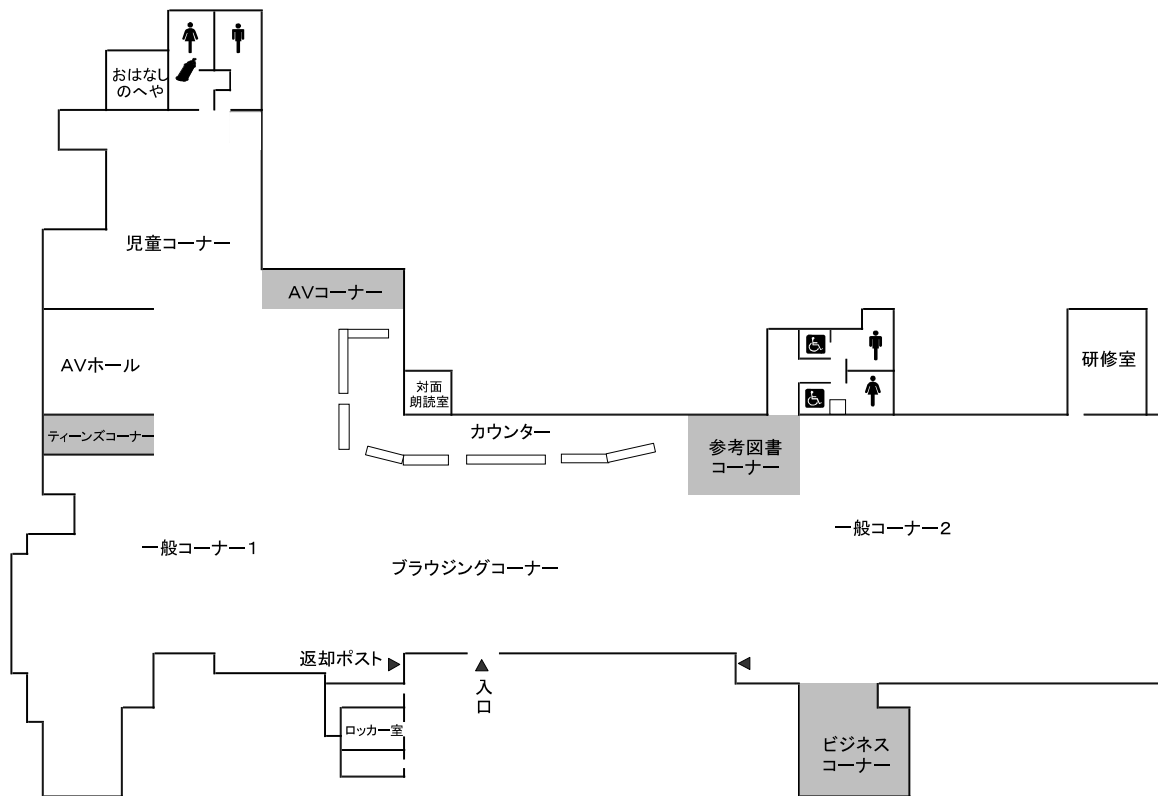 おはなし
のへや
児童コーナー
AVコーナー
AVホール
対面
朗読室
研修室
ティーンズコーナー
カウンター
参考図書
コーナー
一般コーナー2
一般コーナー1
ブラウジングコーナー
返却ポスト
入
口
ロッカー室
ビジネス
コーナー